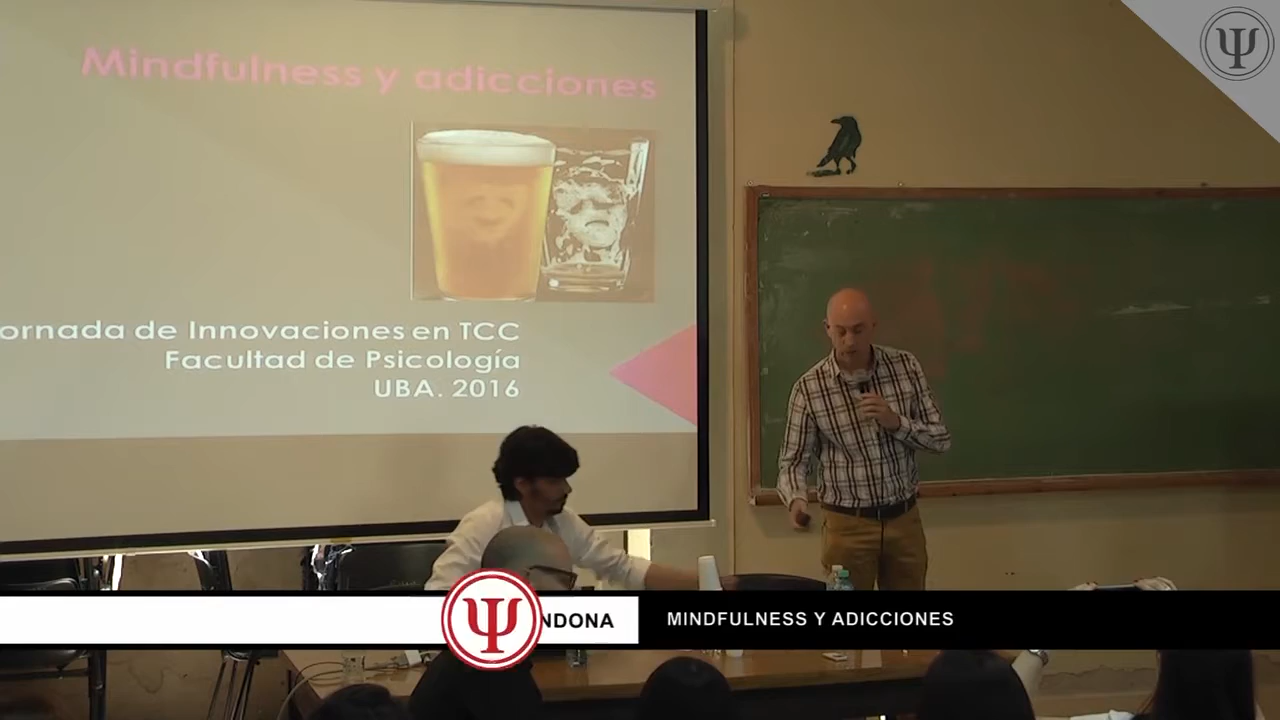 Mindfulness y adicciones
ornada de Innovaciones en TCC
Facultad de Psicología
UBA. 2016
Ψ
Ψ
NDONA
MINDFULNESS Y ADICCIONES